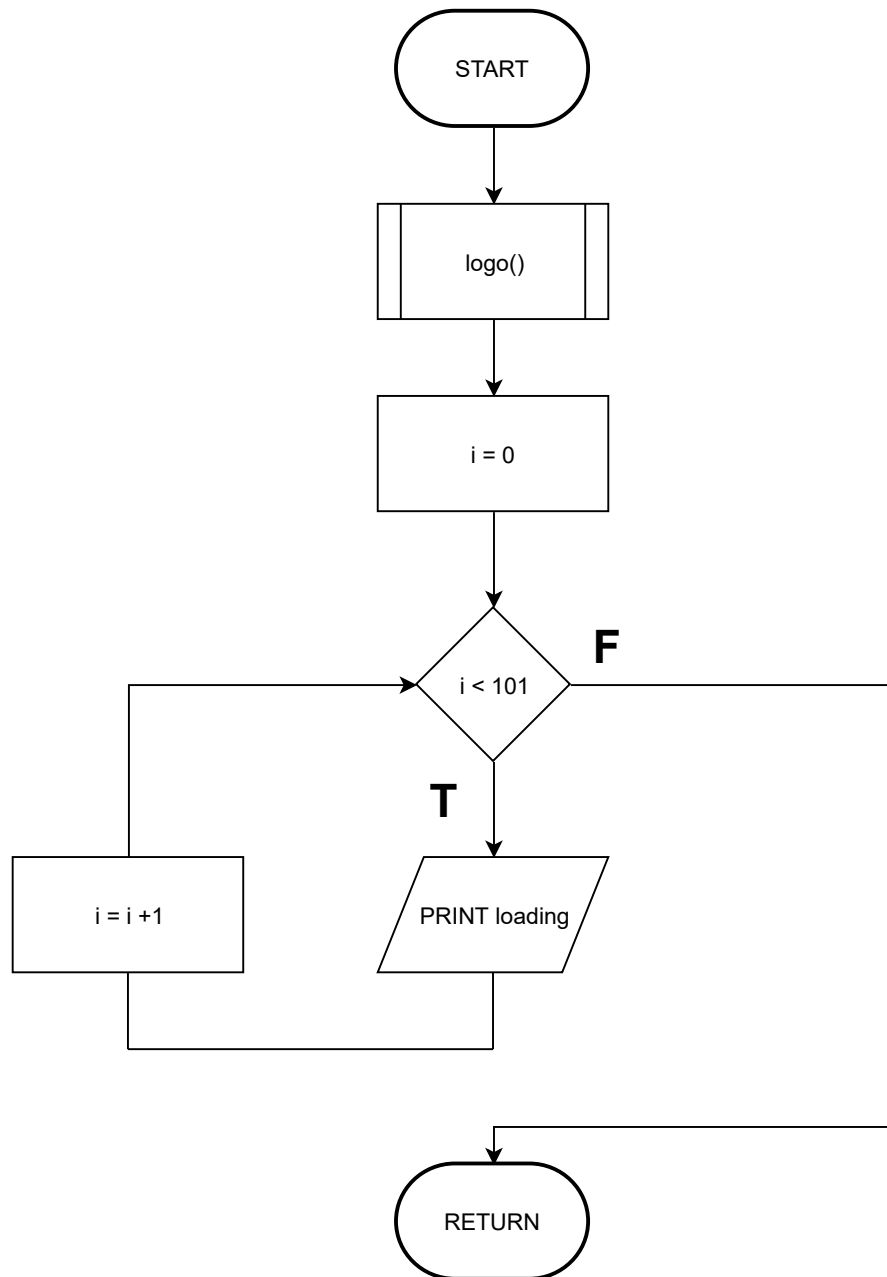 START
logo()
i = 0
i < 101
F
T
i = i +1
PRINT loading
RETURN